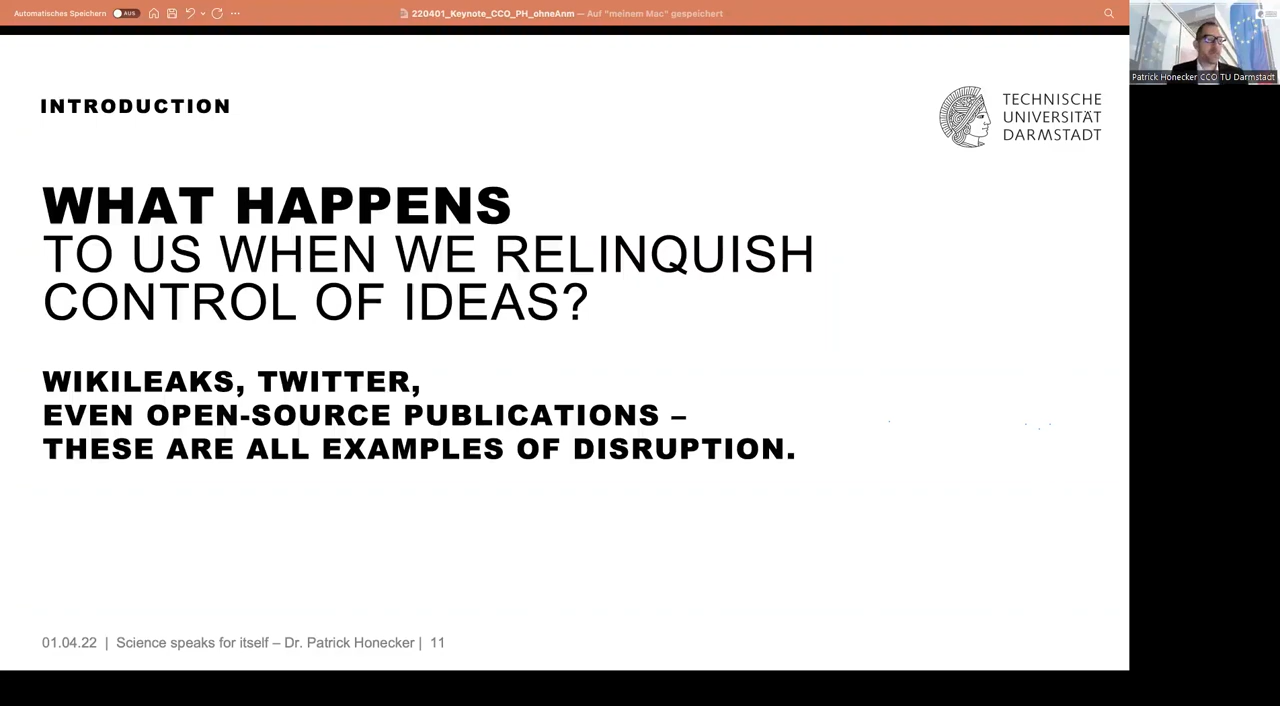 Automatisches Speichern AUS
220401_Keynote_CCO_PH_ohneAnm — Auf "meinem Mac" gespeichert
Patrick Honecker CCO TU Darmstadt
INTRODUCTION
TECHNISCHE
UNIVERSITÄT
DARMSTADT
WHAT HAPPENS
TO US WHEN WE RELINQUISH
CONTROL OF IDEAS?
WIKILEAKS, TWITTER,
EVEN OPEN-SOURCE PUBLICATIONS –
THESE ARE ALL EXAMPLES OF DISRUPTION.
01.04.22 | Science speaks for itself – Dr. Patrick Honecker | 11